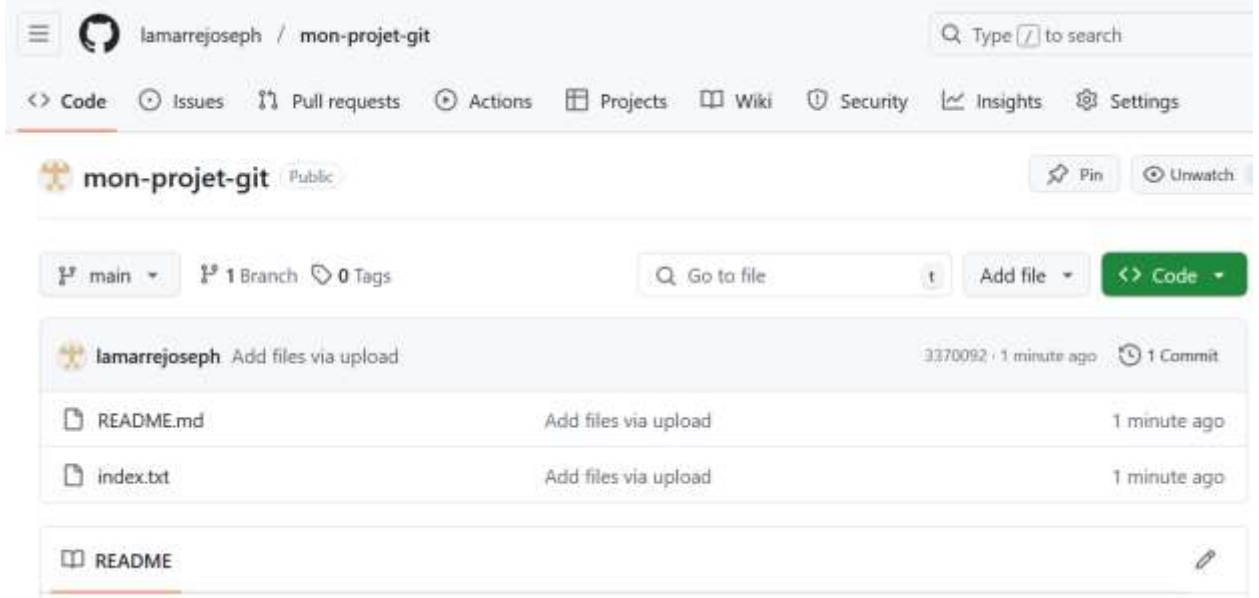 lamarrejoseph / mon-projet-git Type / to search
Code Issues Pull requests Actions Projects Wiki Security Insights Settings
mon-projet-git Public Pin Unwatch
main 1 Branch 0 Tags Go to file t Add file Code
lamarrejoseph Add files via upload 3370092 · 1 minute ago 1 Commit
README.md Add files via upload 1 minute ago
index.txt Add files via upload 1 minute ago
README